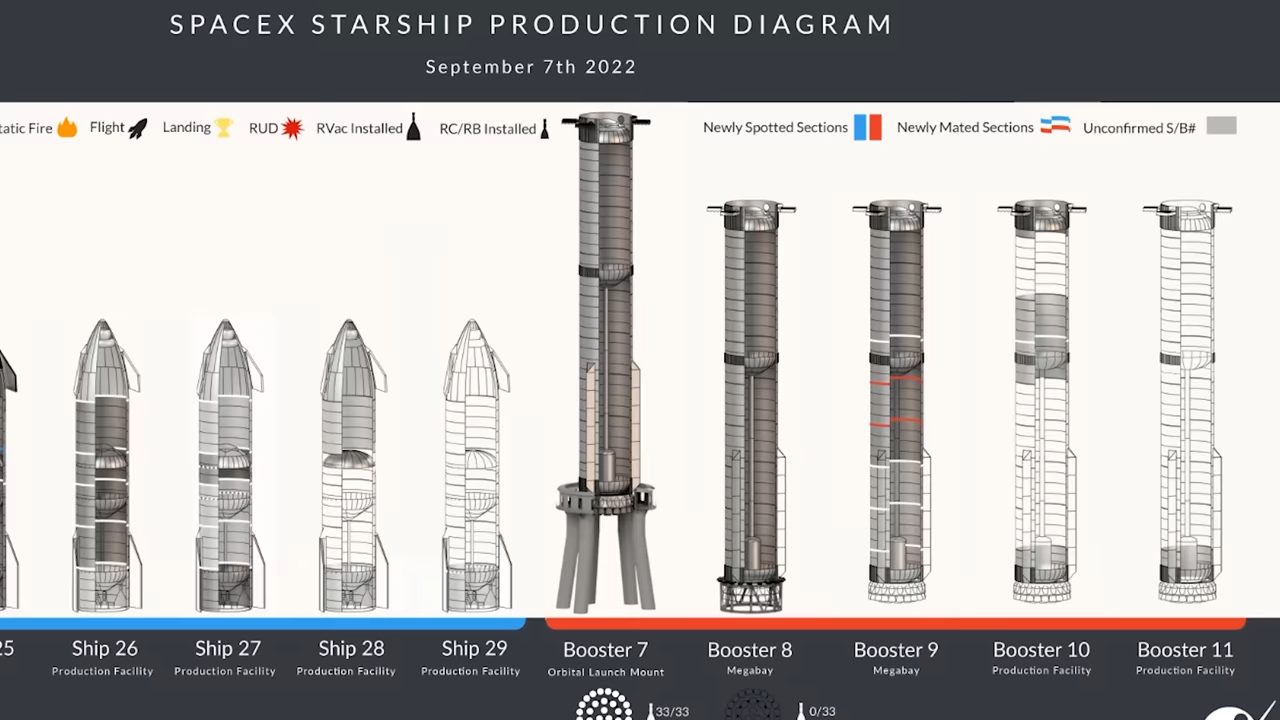 SPACEX STARSHIP PRODUCTION DIAGRAM
September 7th 2022
tatic Fire Flight Landing RUD RVac Installed RC/RB Installed Newly Spotted Sections Newly Mated Sections Unconfirmed S/B#
25 Ship 26 Ship 27 Ship 28 Ship 29 Booster 7 Booster 8 Booster 9 Booster 10 Booster 11
Production Facility Production Facility Production Facility Production Facility Orbital Launch Mount Megabay Megabay Production Facility Production Facility
33/33 0/33